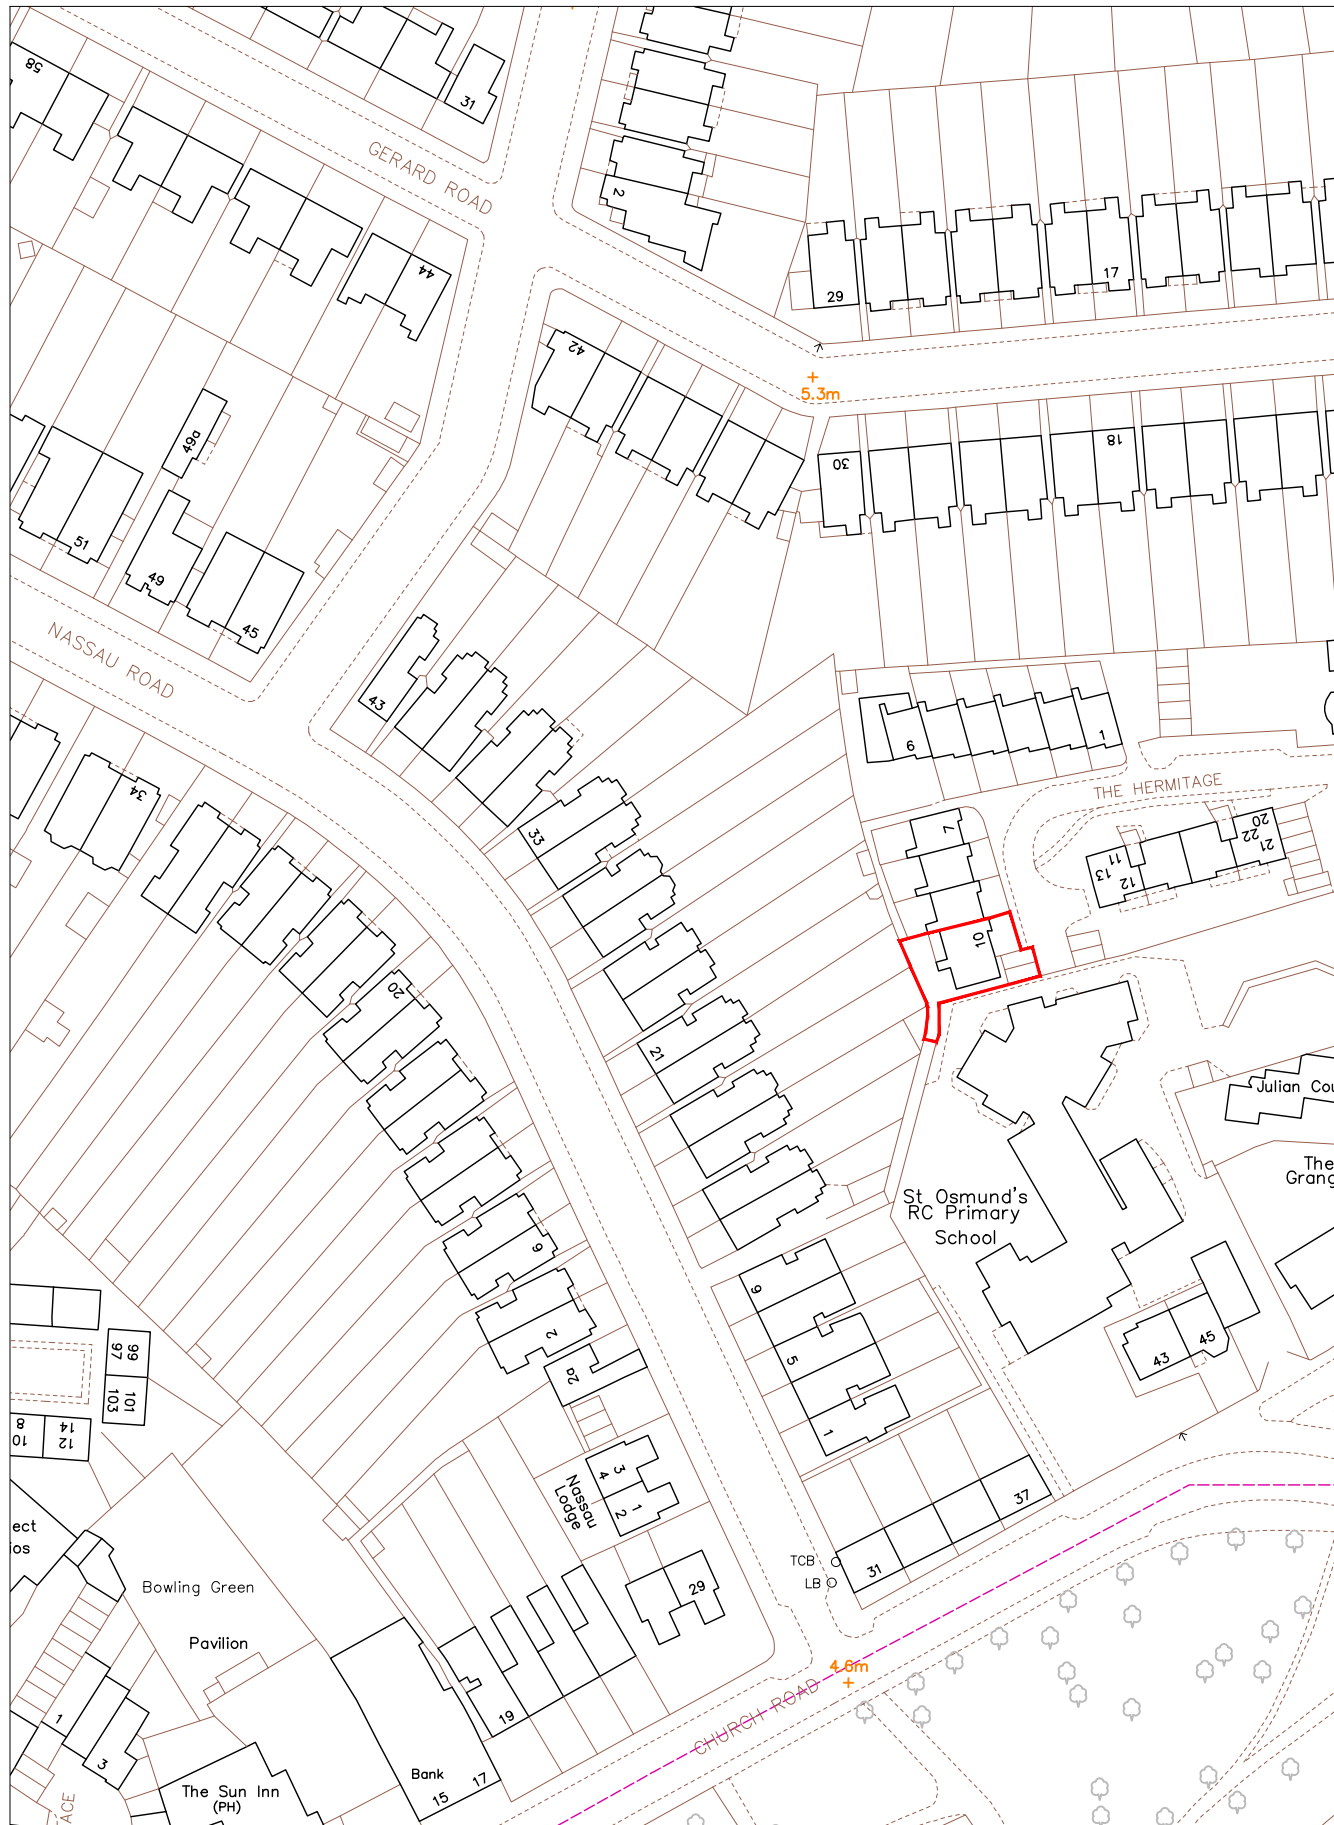 58
31
GERARD ROAD
2
44
29
17
5.3m
42
30
18
49a
51
49
45
NASSAU ROAD
43
34
33
6
1
THE HERMITAGE
7
10
11
13
12
20
22
21
20
21
Julian Cou
The
Grang
St Osmund's
RC Primary
School
6
2
2a
9
5
1
43
45
99
97
101
103
8
10
14
12
3
4
1
2
Nassau
Lodge
37
31
TCB
LB
29
ect
ios
Bowling Green
Pavilion
4.6m
CHURCH ROAD
19
1
3
Bank
15
17
The Sun Inn
(PH)
ACE